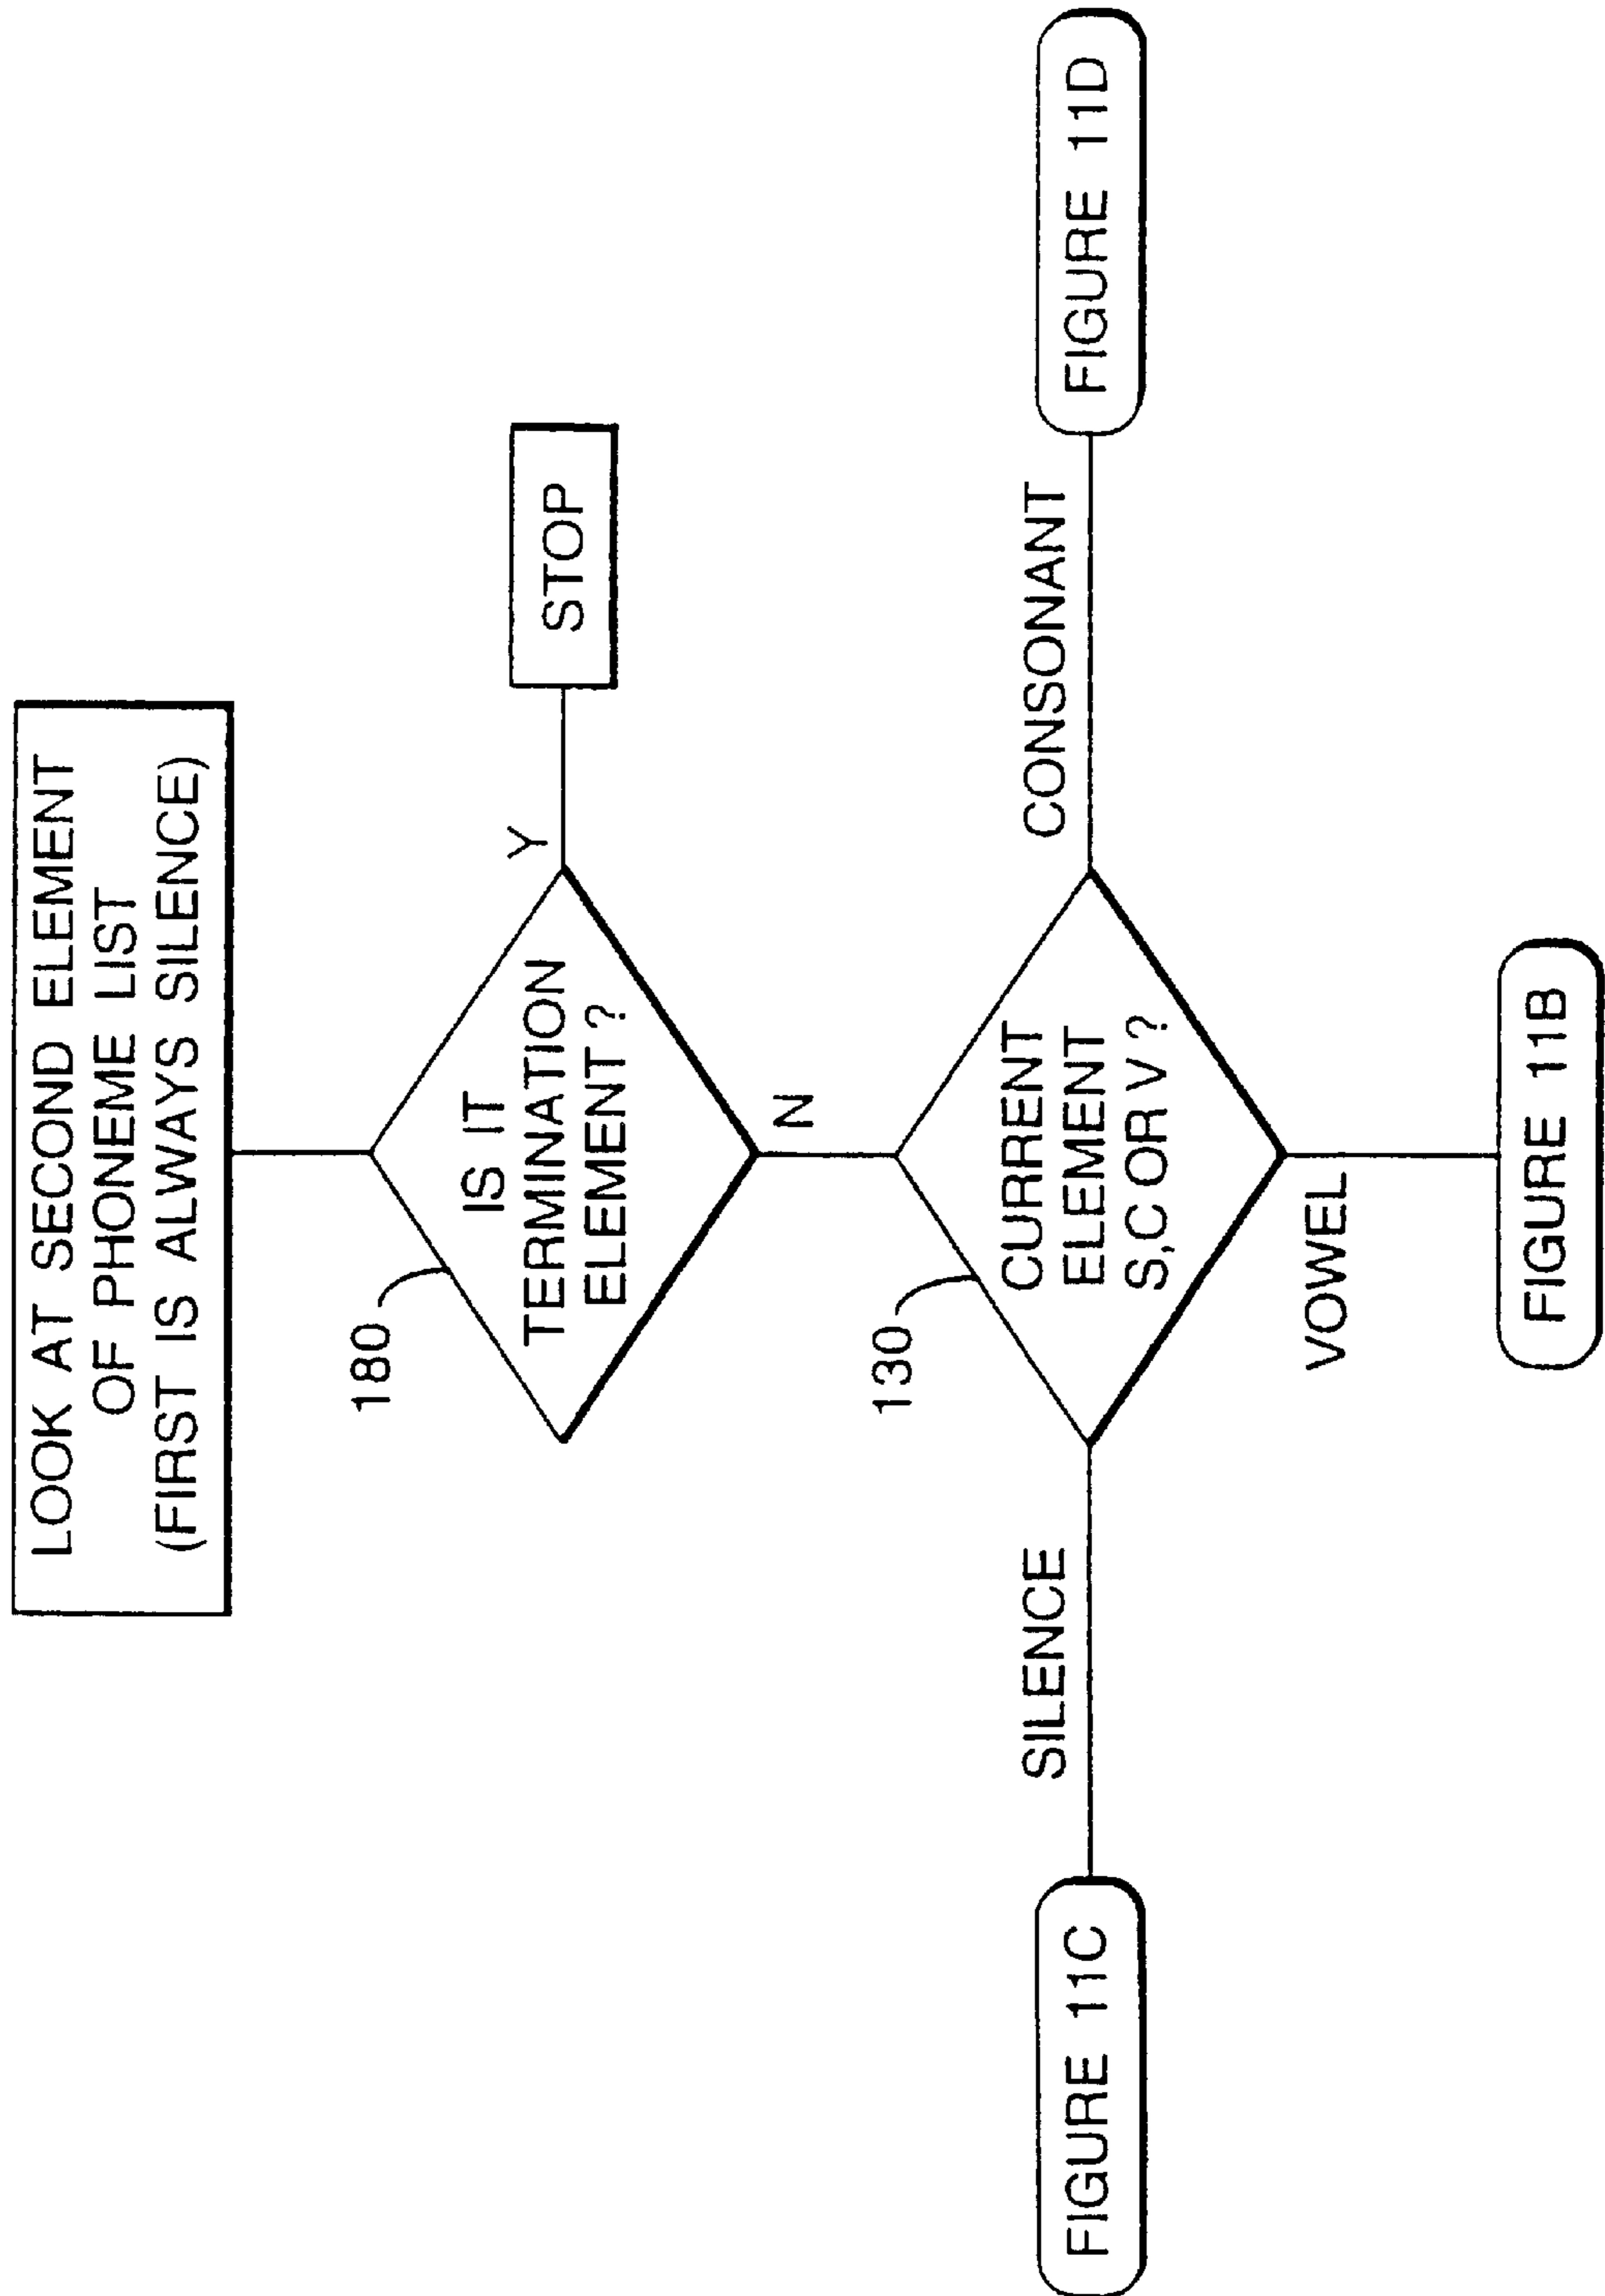 LOOK AT SECOND ELEMENT
OF PHONEME LIST
(FIRST IS ALWAYS SILENCE)
180
IS IT
TERMINATION
ELEMENT ?
Y
STOP
N
130
CURRENT
ELEMENT
S,C OR V ?
SILENCE
FIGURE 11C
CONSONANT
FIGURE 11D
VOWEL
FIGURE 11B